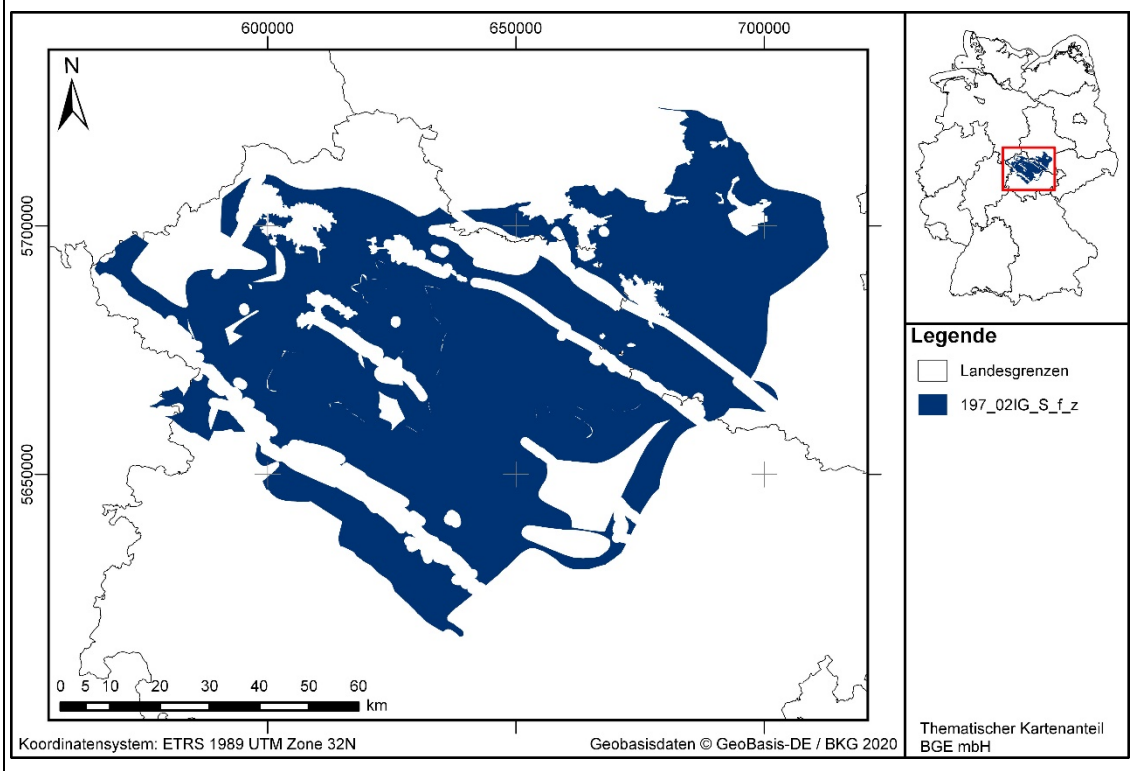 600000 650000 700000
N
5700000
5650000
0 5 10 20 30 40 50 60
km
Koordinatensystem: ETRS 1989 UTM Zone 32N
Geobasisdaten © GeoBasis-DE / BKG 2020
Legende
Landesgrenzen
197_02IG_S_f_z
Thematischer Kartenanteil
BGE mbH